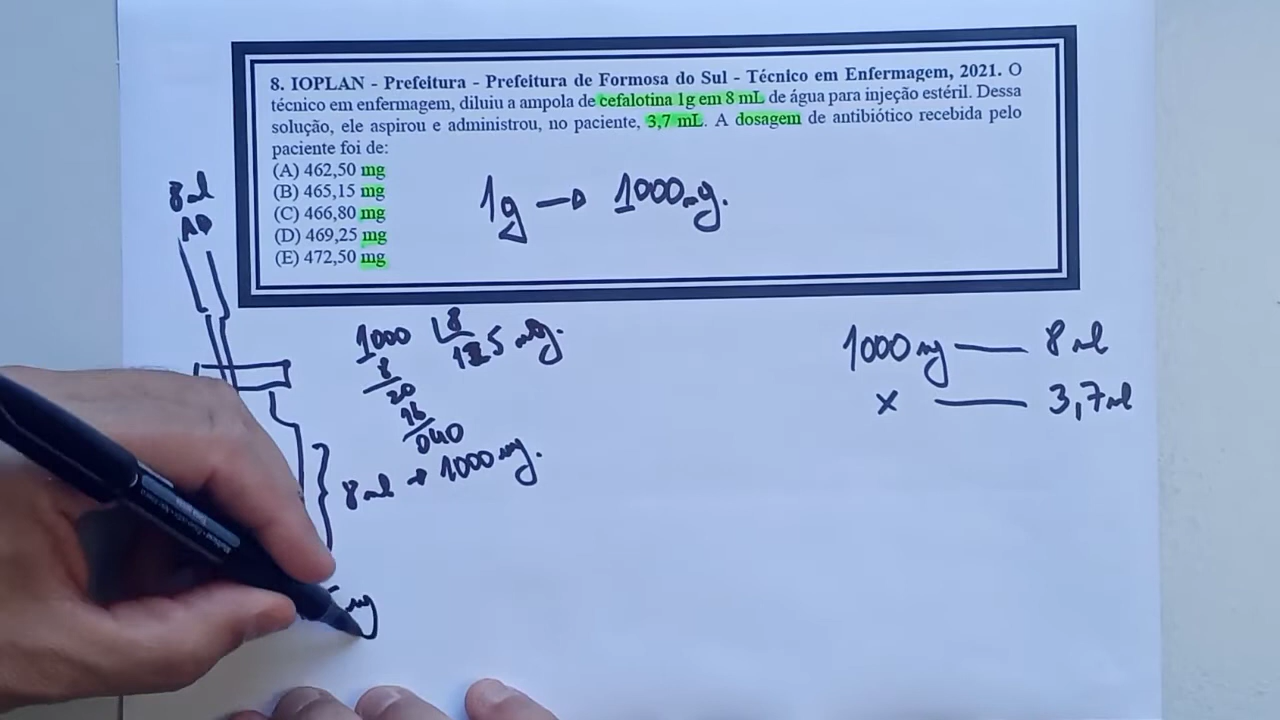 8. IOPLAN - Prefeitura - Prefeitura de Formosa do Sul - Técnico em Enfermagem, 2021. O
técnico em enfermagem, diluiu a ampola de cefalotina 1g em 8 mL de água para injeção estéril. Dessa
solução, ele aspirou e administrou, no paciente, 3,7 mL. A dosagem de antibiótico recebida pelo
paciente foi de:
(A) 462,50 mg
(B) 465,15 mg
(C) 466,80 mg
(D) 469,25 mg
(E) 472,50 mg
1g → 1000mg.
8ml
AD
1000 8
125 mg.
8
20
16
040
8ml → 1000mg.
mg
1000mg — 8ml
x — 3,7ml